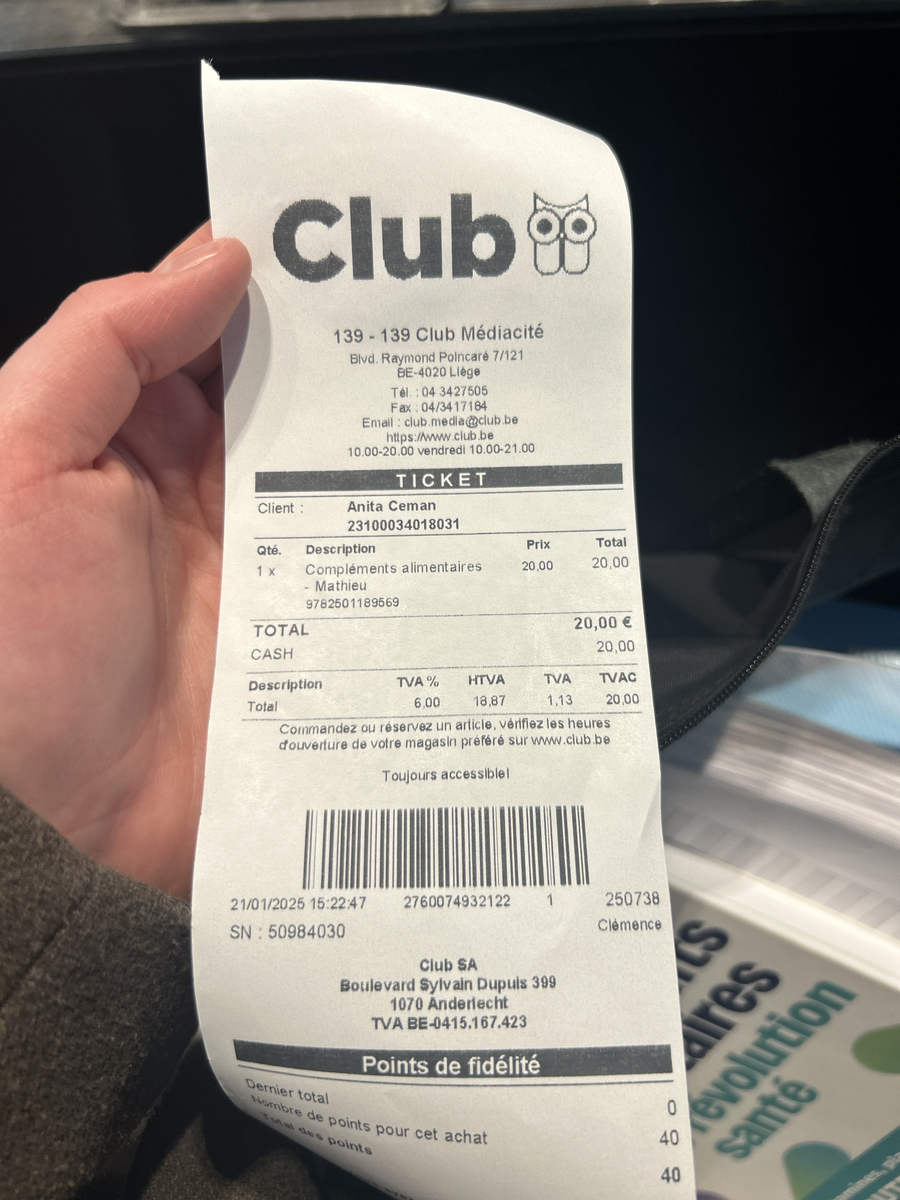 Club
139 - 139 Club Médiacité
Blvd. Raymond Poincaré 7/121
BE-4020 Liège
Tél. : 04 3427505
Fax : 04/3417184
Email : club.media@club.be
https://www.club.be
10.00-20.00 vendredi 10.00-21.00
TICKET
Client : Anita Ceman
23100034018031
Qté. Description Prix Total
1 x Compléments alimentaires 20,00 20,00
- Mathieu
9782501189569
TOTAL 20,00 €
CASH 20,00
Description TVA % HTVA TVA TVAC
Total 6,00 18,87 1,13 20,00
Commandez ou réservez un article, vérifiez les heures
d'ouverture de votre magasin préféré sur www.club.be
Toujours accessible!
21/01/2025 15:22:47 2760074932122 1 250738
SN : 50984030 Clémence
Club SA
Boulevard Sylvain Dupuis 399
1070 Anderlecht
TVA BE-0415.167.423
Points de fidélité
Dernier total 0
Nombre de points pour cet achat 40
Total des points 40
aires
évolution
santé